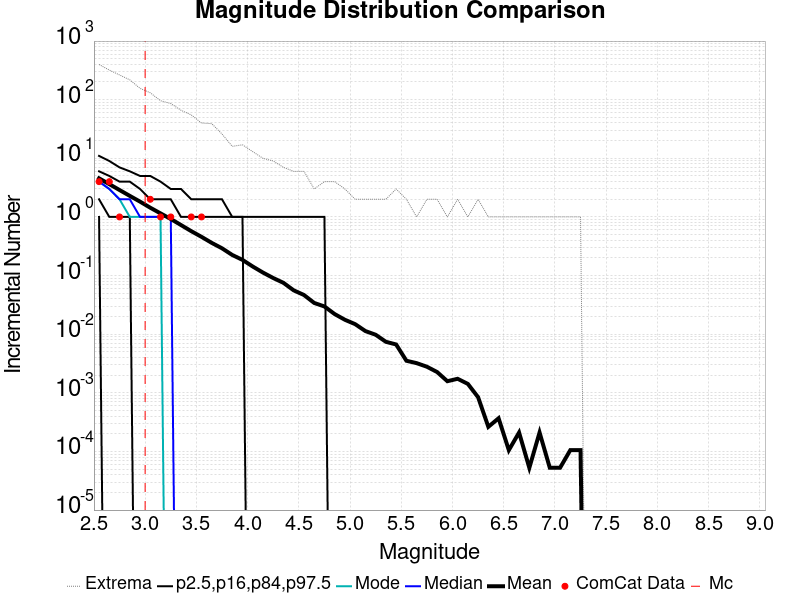 Magnitude Distribution Comparison
10^3
10^2
10^1
10^0
10^-1
10^-2
10^-3
10^-4
10^-5
Incremental Number
2.5 3.0 3.5 4.0 4.5 5.0 5.5 6.0 6.5 7.0 7.5 8.0 8.5 9.0
Magnitude
Extrema p2.5,p16,p84,p97.5 Mode Median Mean ComCat Data Mc